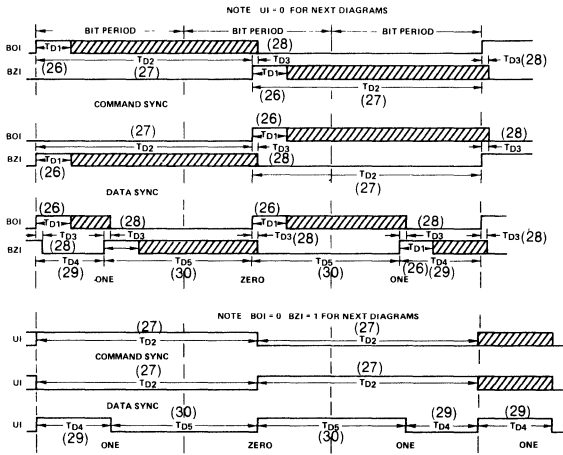 NOTE UI = 0 FOR NEXT DIAGRAMS
BIT PERIOD BIT PERIOD BIT PERIOD
BOI TD1 (28)
TD2 TD3 TD3(28)
BZI (26) (27) TD1
TD2
(26) (27)
COMMAND SYNC
(27) (26)
BOI TD1 (28)
TD2 TD3 TD3
BZI TD1 (28)
(26) TD2
(27)
DATA SYNC
(26) (26)
BOI TD1 (28) TD1 (28)
TD3 TD3 TD3(28) TD3 TD3(28)
BZI (28) TD1
TD4 TD5 TD5 (26) TD4
(29) (30) (30) (29)
ONE ZERO ONE
NOTE BOI = 0 BZI = 1 FOR NEXT DIAGRAMS
(27) (27)
UI TD2 TD2
COMMAND SYNC
(27) (27)
UI TD2 TD2
DATA SYNC
(30) (29) (29)
UI TD4 TD5 TD5 TD4 TD4
(29) (30)
ONE ZERO ONE ONE